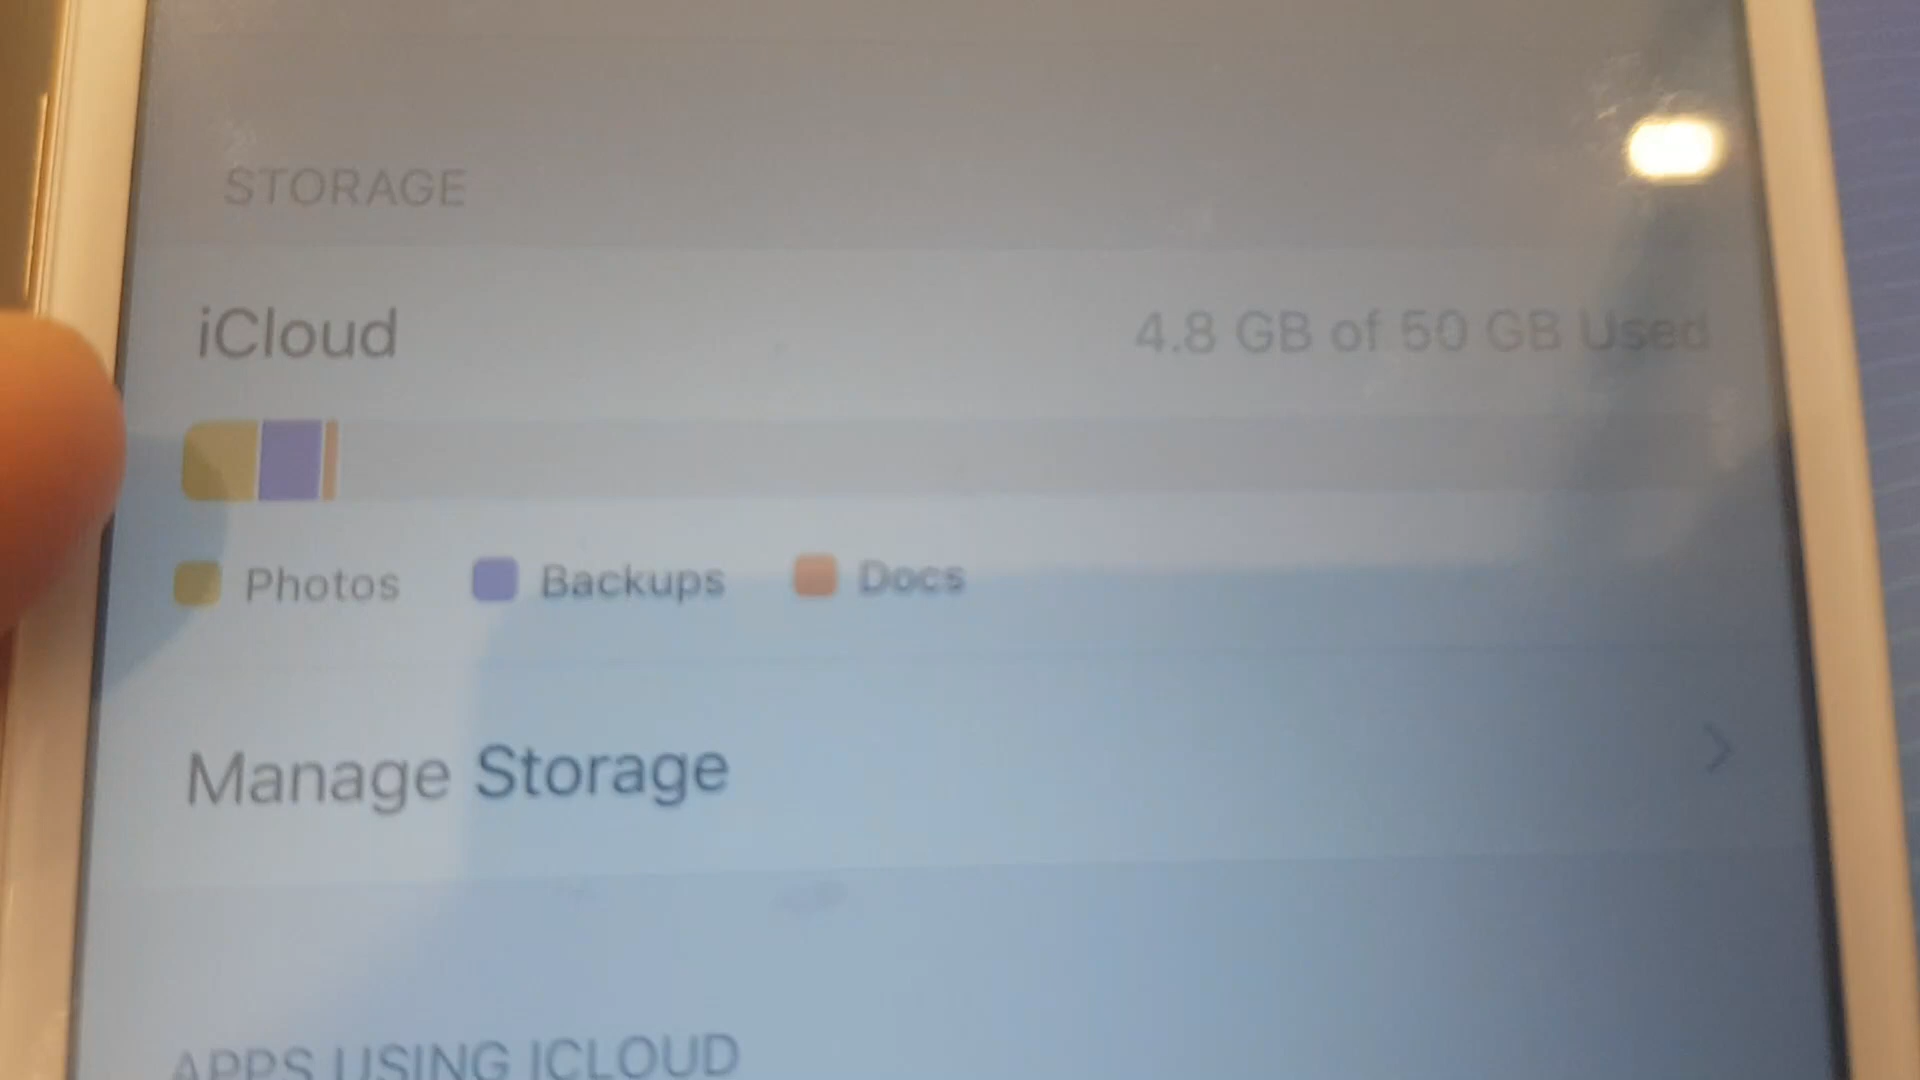 STORAGE
iCloud 4.8 GB of 50 GB Used
Photos Backups Docs
Manage Storage
APPS USING ICLOUD